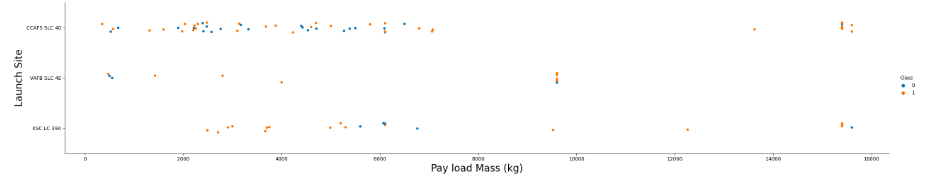 Launch Site
CCAFS SLC 40
VAFB SLC 4E
KSC LC 39A
0 2000 4000 6000 8000 10000 12000 14000 16000
Pay load Mass (kg)
Class
0
1